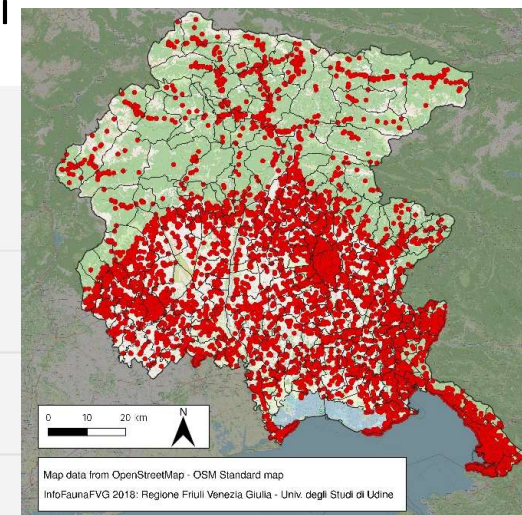 0 10 20 km
N
Map data from OpenStreetMap - OSM Standard map
InfoFaunaFVG 2018: Regione Friuli Venezia Giulia - Univ. degli Studi di Udine